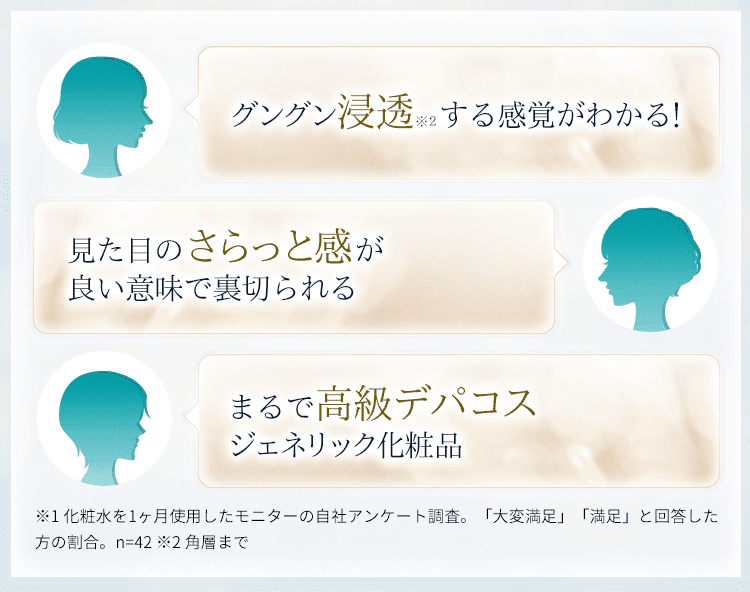 グングン浸透※2する感覚がわかる!
見た目のさらっと感が
良い意味で裏切られる
まるで高級デパコス
ジェネリック化粧品
※1 化粧水を1ヶ月使用したモニターの自社アンケート調査。「大変満足」「満足」と回答した
方の割合。n=42 ※2 角層まで